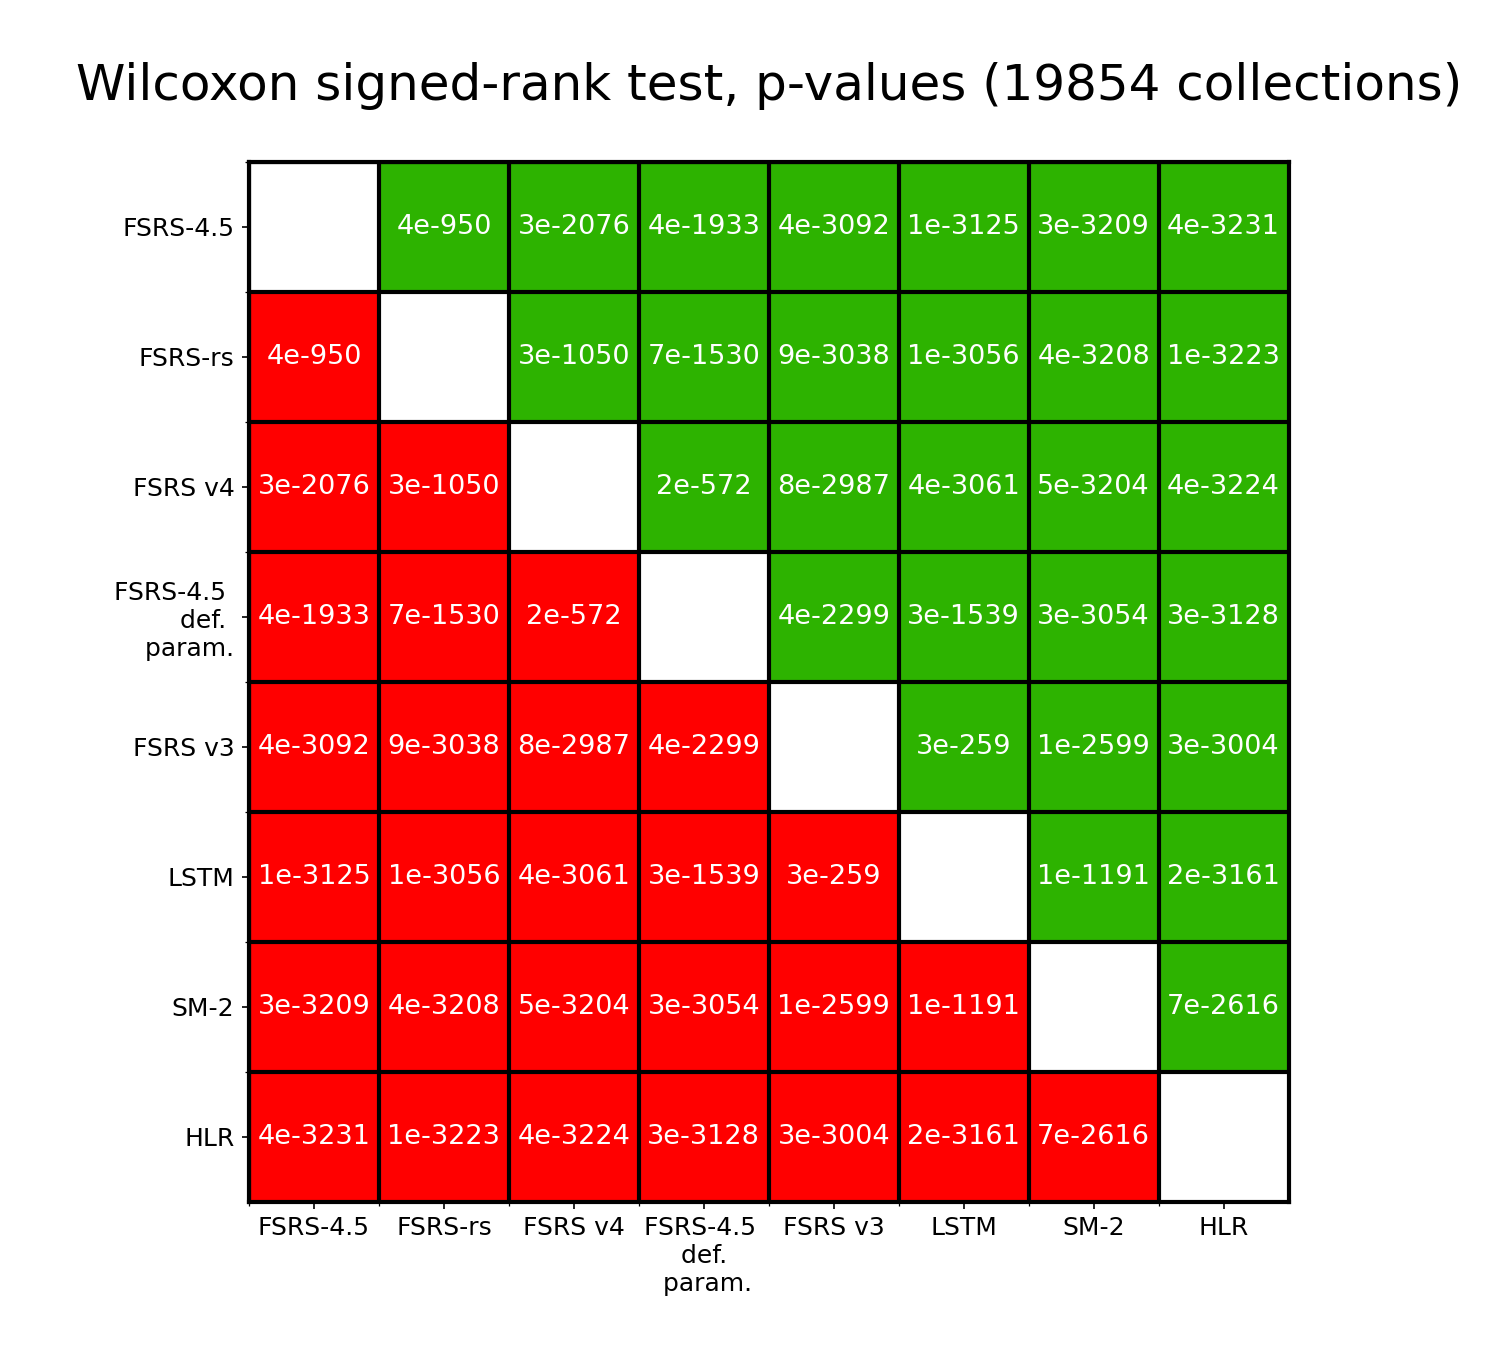 Wilcoxon signed-rank test, p-values (19854 collections)
FSRS-4.5 4e-950 3e-2076 4e-1933 4e-3092 1e-3125 3e-3209 4e-3231
FSRS-rs 4e-950 3e-1050 7e-1530 9e-3038 1e-3056 4e-3208 1e-3223
FSRS v4 3e-2076 3e-1050 2e-572 8e-2987 4e-3061 5e-3204 4e-3224
FSRS-4.5
def.
param.
4e-1933 7e-1530 2e-572 4e-2299 3e-1539 3e-3054 3e-3128
FSRS v3 4e-3092 9e-3038 8e-2987 4e-2299 3e-259 1e-2599 3e-3004
LSTM 1e-3125 1e-3056 4e-3061 3e-1539 3e-259 1e-1191 2e-3161
SM-2 3e-3209 4e-3208 5e-3204 3e-3054 1e-2599 1e-1191 7e-2616
HLR 4e-3231 1e-3223 4e-3224 3e-3128 3e-3004 2e-3161 7e-2616
FSRS-4.5 FSRS-rs FSRS v4 FSRS-4.5 FSRS v3 LSTM SM-2 HLR
def.
param.